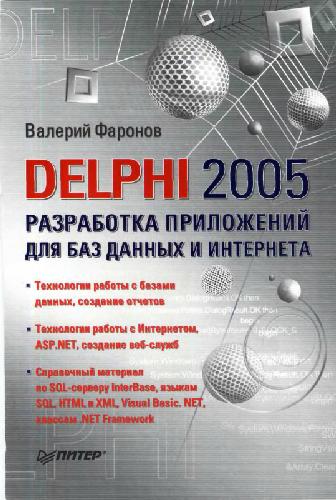 DELPHI
Валерий Фаронов
DELPHI 2005
РАЗРАБОТКА ПРИЛОЖЕНИЙ
ДЛЯ БАЗ ДАННЫХ И ИНТЕРНЕТА
Технологии работы с базами
данных, создание отчетов
Технологии работы с Интернетом,
ASP.NET, создание веб-служб
Справочный материал
по SQL-серверу InterBase, языкам
SQL, HTML и XML, Visual Basic. NET,
классам .NET Framework
ПИТЕР